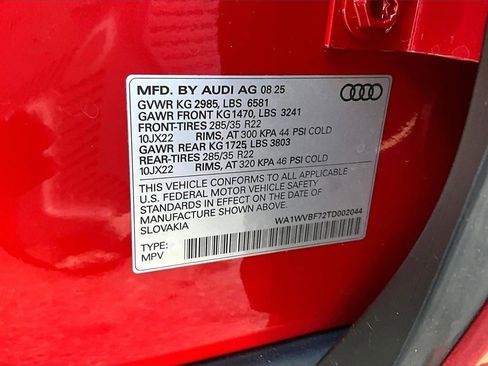 MFD. BY AUDI AG 08 25
GVWR KG 2985, LBS 6581
GAWR FRONT KG1470, LBS 3241
FRONT-TIRES 285/35 R22
10JX22 RIMS, AT 300 KPA 44 PSI COLD
GAWR REAR KG 1725, LBS 3803
REAR-TIRES 285/35 R22
10JX22 RIMS, AT 320 KPA 46 PSI COLD
THIS VEHICLE CONFORMS TO ALL APPLICABLE
U.S. FEDERAL MOTOR VEHICLE SAFETY
STANDARDS IN EFFECT ON THE DATE OF
MANUFACTURE SHOWN ABOVE.
SLOVAKIA
WA1WVBF72TD002044
TYPE:
MPV